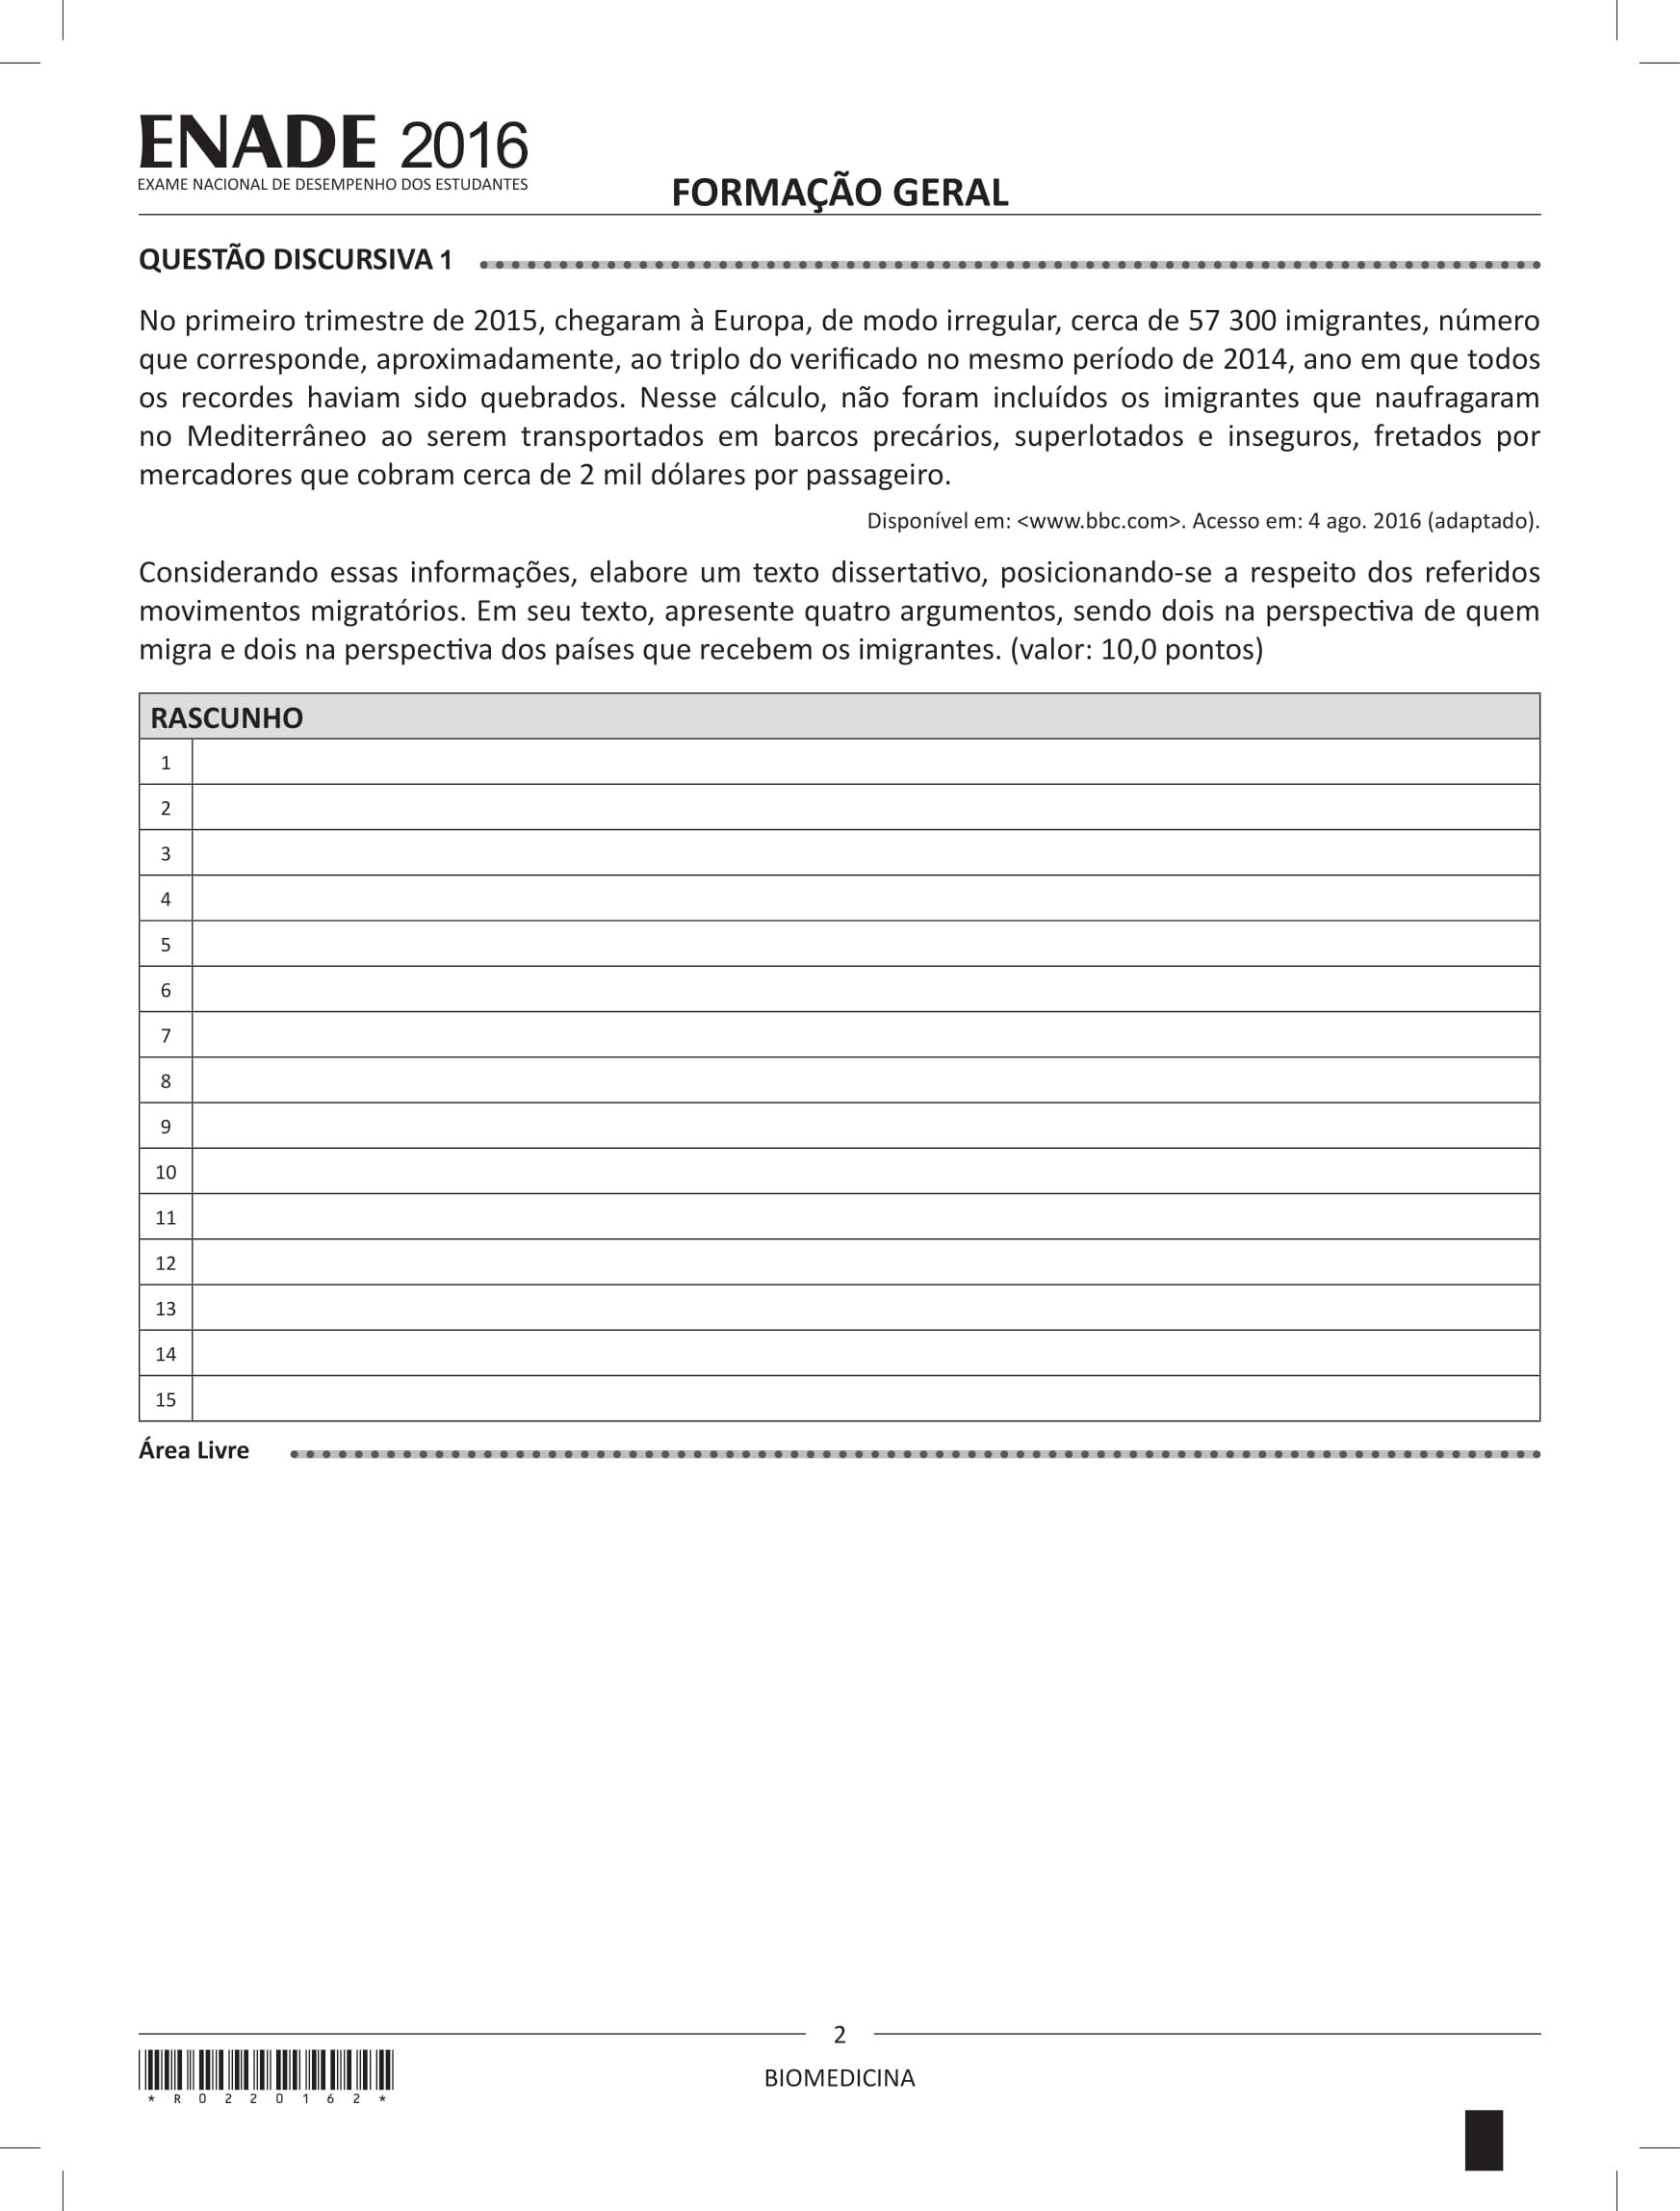 ENADE 2016
EXAME NACIONAL DE DESEMPENHO DOS ESTUDANTES
FORMAÇÃO GERAL
QUESTÃO DISCURSIVA 1
No primeiro trimestre de 2015, chegaram à Europa, de modo irregular, cerca de 57 300 imigrantes, número
que corresponde, aproximadamente, ao triplo do verificado no mesmo período de 2014, ano em que todos
os recordes haviam sido quebrados. Nesse cálculo, não foram incluídos os imigrantes que naufragaram
no Mediterrâneo ao serem transportados em barcos precários, superlotados e inseguros, fretados por
mercadores que cobram cerca de 2 mil dólares por passageiro.
Disponível em: <www.bbc.com>. Acesso em: 4 ago. 2016 (adaptado).
Considerando essas informações, elabore um texto dissertativo, posicionando-se a respeito dos referidos
movimentos migratórios. Em seu texto, apresente quatro argumentos, sendo dois na perspectiva de quem
migra e dois na perspectiva dos países que recebem os imigrantes. (valor: 10,0 pontos)
RASCUNHO
1
2
3
4
5
6
7
8
9
10
11
12
13
14
15
Área Livre
2
BIOMEDICINA
* R 0 2 2 0 1 6 2 *